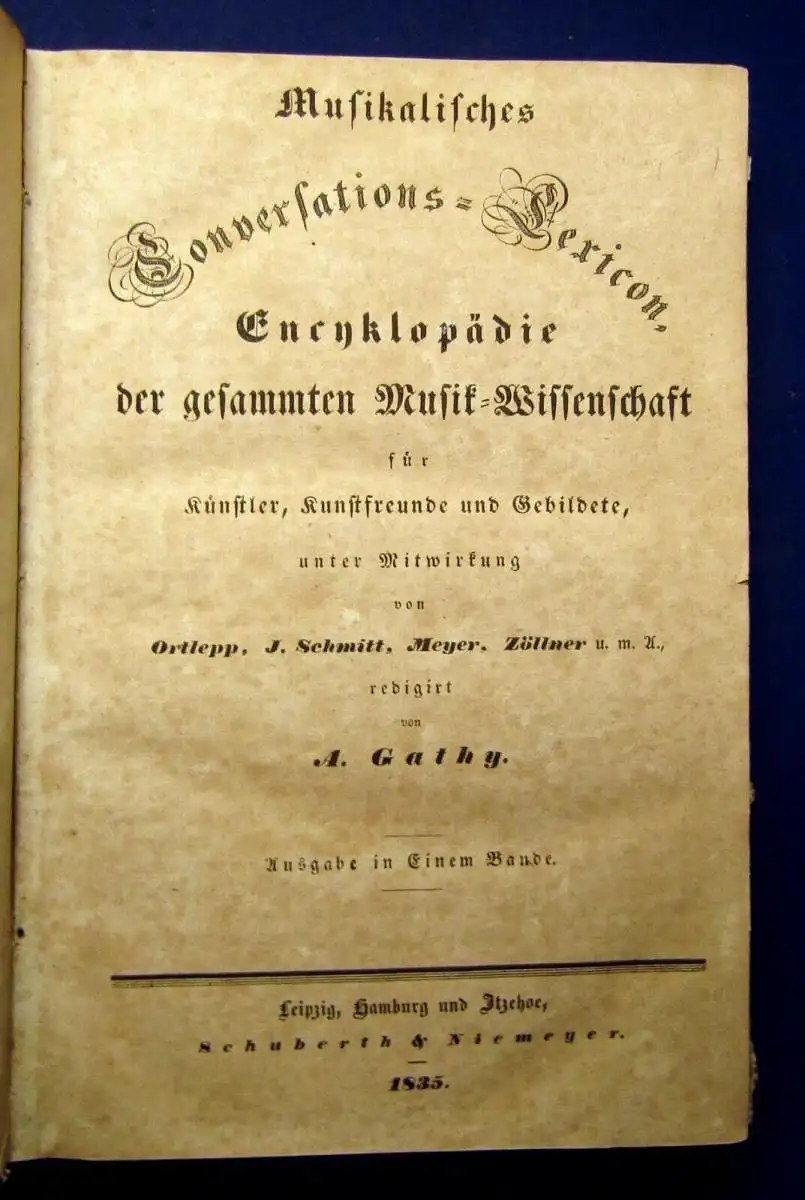 Musikalisches
Conversations-Lexicon.
Encyklopädie
der gesammten Musik-Wissenschaft
für
Künstler, Kunstfreunde und Gebildete,
unter Mitwirkung
von
Ortlepp, J. Schmitt, Meyer, Zöllner u. m. A.,
redigirt
von
A. Gathy.
Ausgabe in Einem Bande.
Leipzig, Hamburg und Itzehoe,
Schuberth & Niemeyer.
1835.